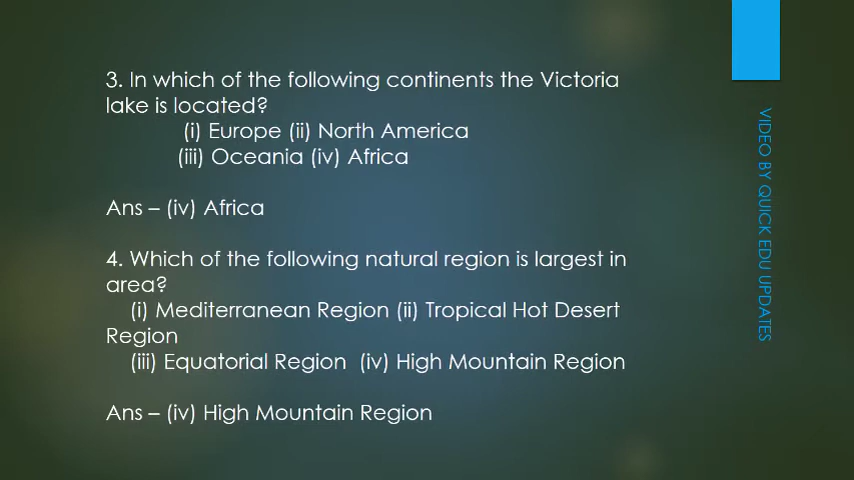 3. In which of the following continents the Victoria
lake is located?
(i) Europe (ii) North America
(iii) Oceania (iv) Africa
Ans – (iv) Africa
4. Which of the following natural region is largest in
area?
(i) Mediterranean Region (ii) Tropical Hot Desert
Region
(iii) Equatorial Region (iv) High Mountain Region
Ans – (iv) High Mountain Region
VIDEO BY QUICK EDU UPDATES